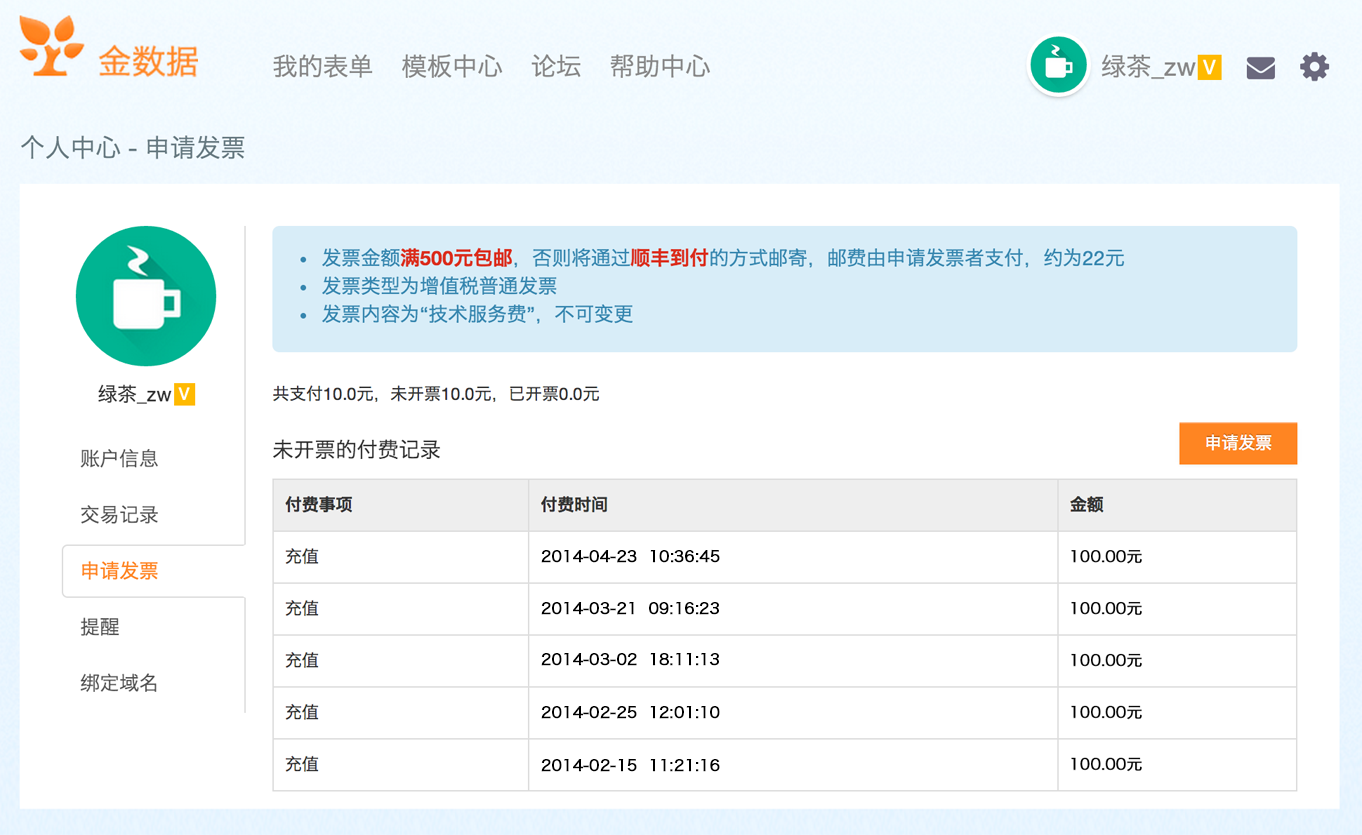 金数据
我的表单 模板中心 论坛 帮助中心
绿茶_zw V
个人中心 - 申请发票
绿茶_zw V
账户信息
交易记录
申请发票
提醒
绑定域名
发票金额满500元包邮，否则将通过顺丰到付的方式邮寄，邮费由申请发票者支付，约为22元
发票类型为增值税普通发票
发票内容为“技术服务费”，不可变更
共支付10.0元，未开票10.0元，已开票0.0元
未开票的付费记录
申请发票
付费事项 付费时间 金额
充值 2014-04-23 10:36:45 100.00元
充值 2014-03-21 09:16:23 100.00元
充值 2014-03-02 18:11:13 100.00元
充值 2014-02-25 12:01:10 100.00元
充值 2014-02-15 11:21:16 100.00元